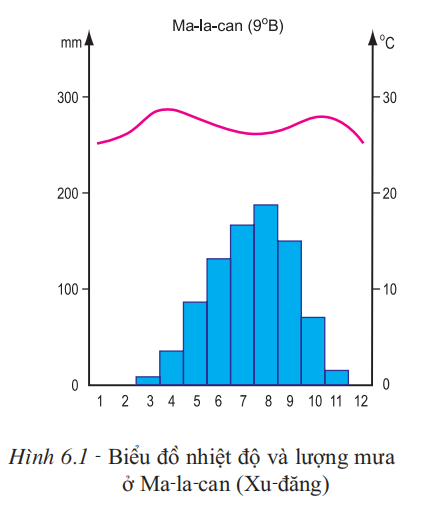 Ma-la-can (9°B)
mm
°C
300
30
200
20
100
10
0
0
1 2 3 4 5 6 7 8 9 10 11 12
Hình 6.1 - Biểu đồ nhiệt độ và lượng mưa
ở Ma-la-can (Xu-đăng)